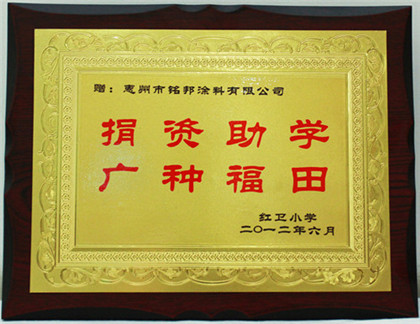 赠：惠州市铭邦涂料有限公司
捐资助学
广种福田
红卫小学
二〇一二年六月